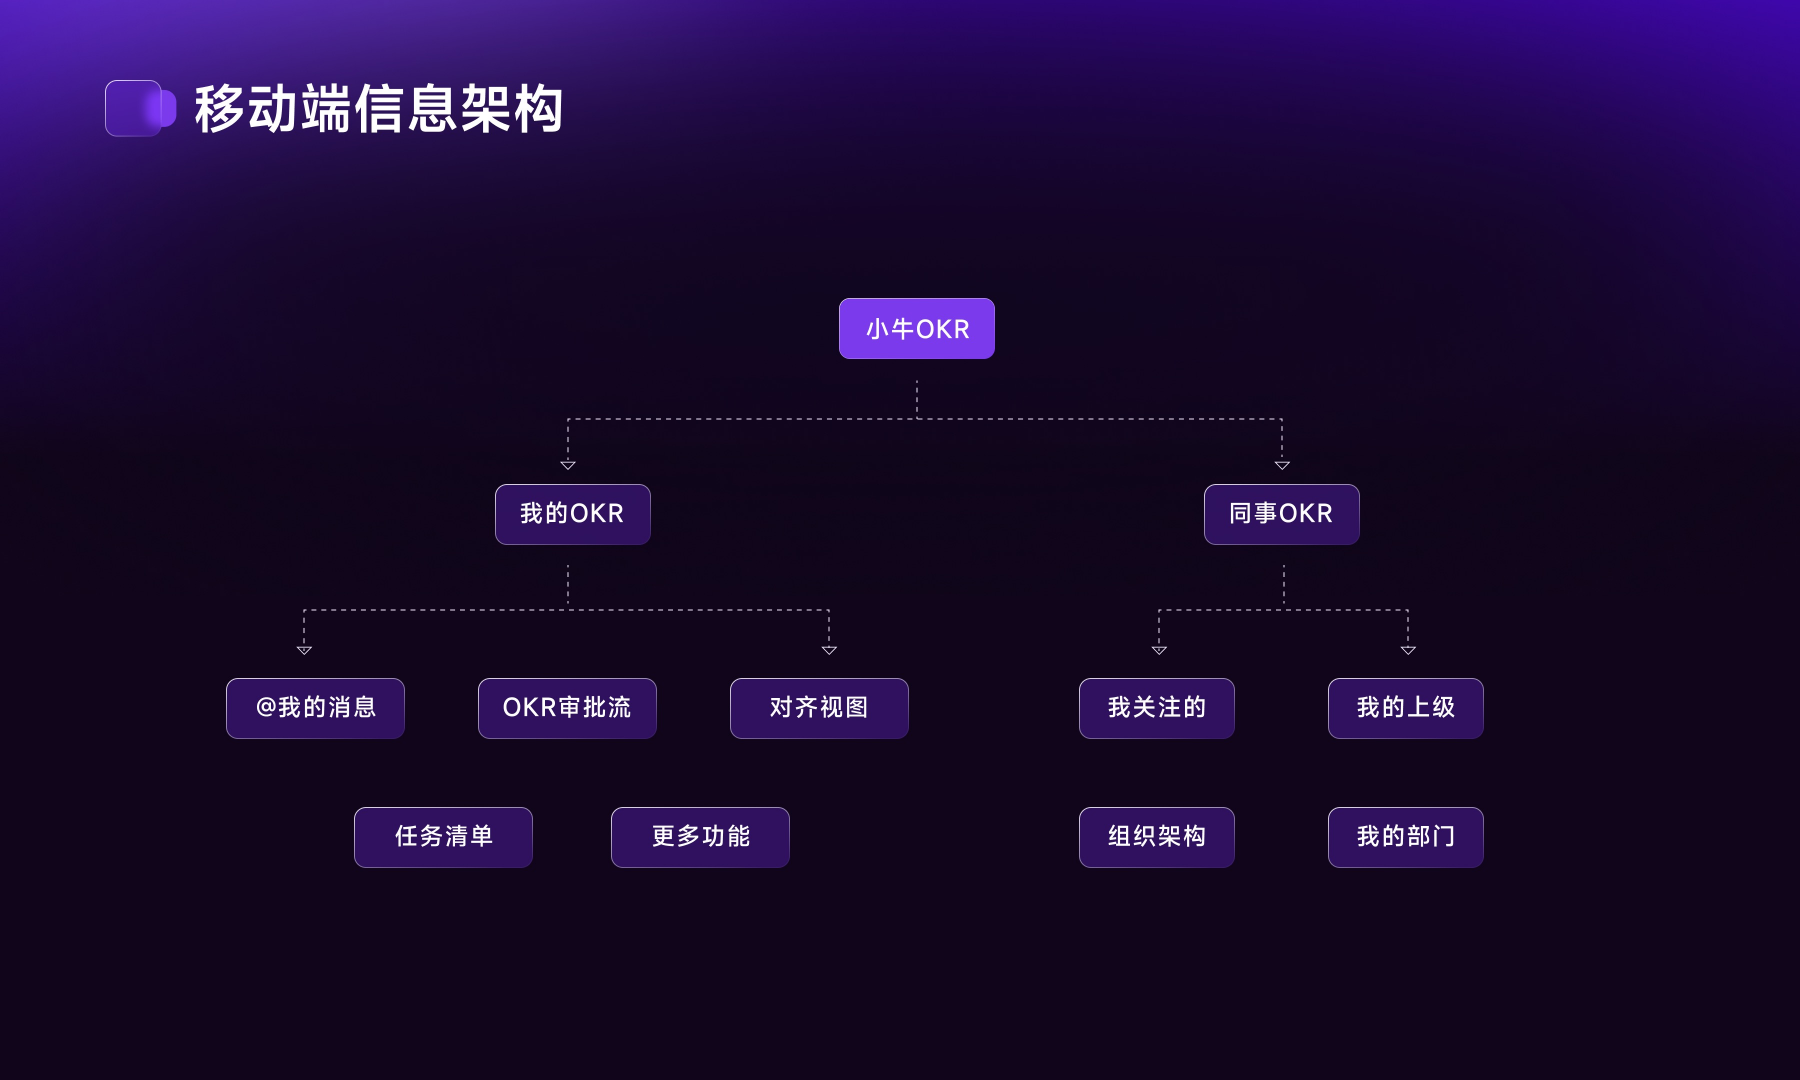 移动端信息架构
小牛OKR
我的OKR
同事OKR
@我的消息
OKR审批流
对齐视图
我关注的
我的上级
任务清单
更多功能
组织架构
我的部门